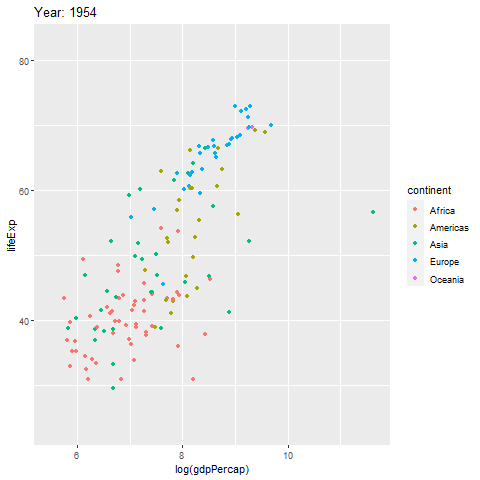 Year: 1954
80
60
40
lifeExp
6
8
10
log(gdpPercap)
continent
Africa
Americas
Asia
Europe
Oceania